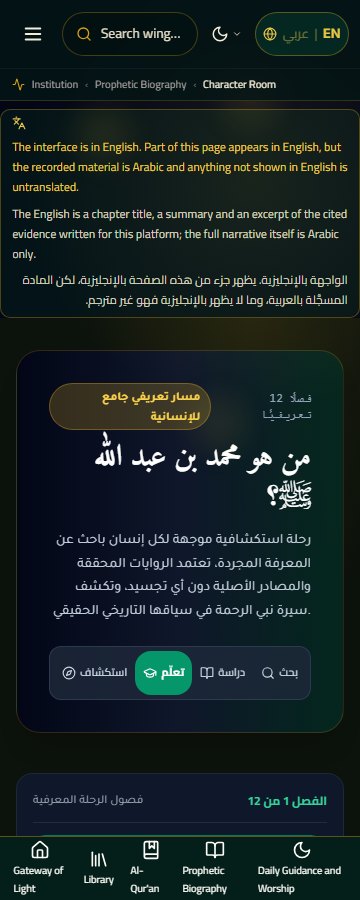 Search wing...
عربي | EN
Institution ‹ Prophetic Biography ‹ Character Room
The interface is in English. Part of this page appears in English, but
the recorded material is Arabic and anything not shown in English is
untranslated.
The English is a chapter title, a summary and an excerpt of the cited
evidence written for this platform; the full narrative itself is Arabic
only.
الواجهة بالإنجليزية. يظهر جزء من هذه الصفحة بالإنجليزية، لكن المادة
المسجَّلة بالعربية، وما لا يظهر بالإنجليزية فهو غير مترجم.
مسار تعريفي جامع
للإنسانية
12 فصلًا
تعريفيًّا
من هو محمد بن عبد الله
ﷺ؟
رحلة استكشافية موجهة لكل إنسان باحث عن
المعرفة المجردة، تعتمد الروايات المحققة
والمصادر الأصلية دون أي تجسيد، وتكشف
سيرة نبي الرحمة في سياقها التاريخي الحقيقي.
بحث
دراسة
تعلّم
استكشاف
الفصل 1 من 12
فصول الرحلة المعرفية
Gateway of
Light
Library
Al-
Qur'an
Prophetic
Biography
Daily Guidance and
Worship